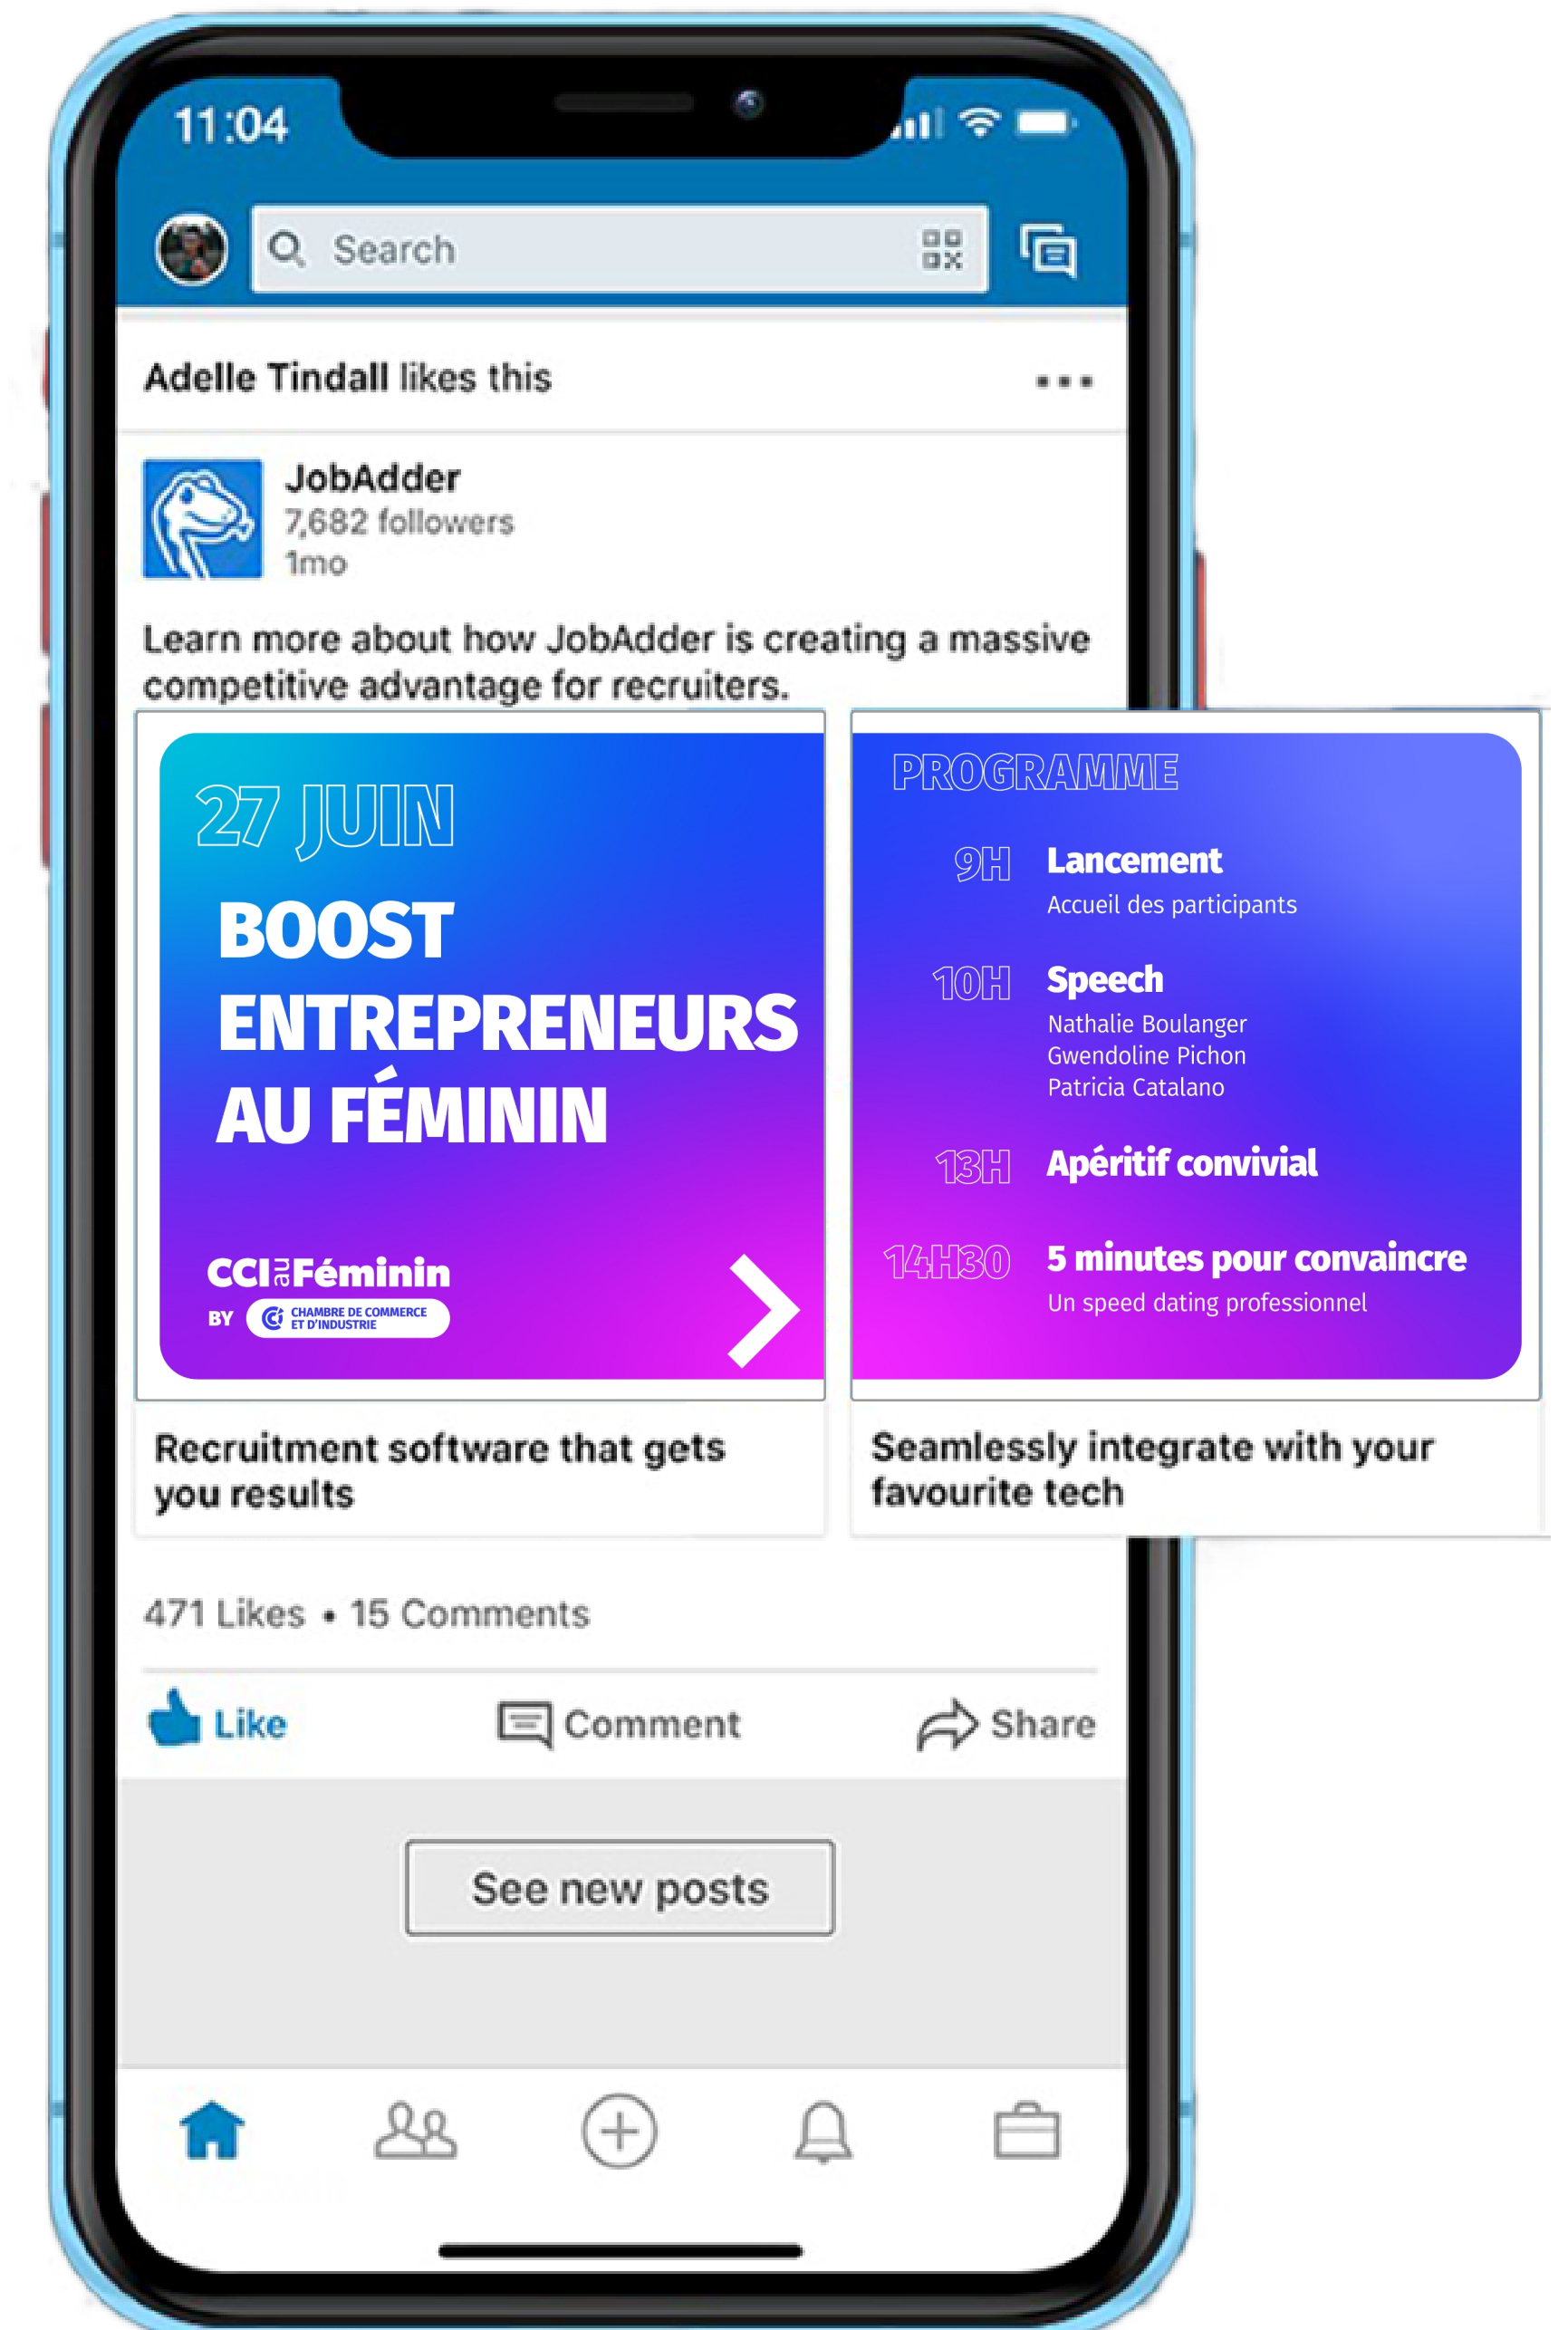 11:04
Search
Adelle Tindall likes this
JobAdder
7,682 followers
1mo
Learn more about how JobAdder is creating a massive
competitive advantage for recruiters.
27 JUIN
BOOST
ENTREPRENEURS
AU FÉMININ
CCI au Féminin
BY CHAMBRE DE COMMERCE
ET D'INDUSTRIE
Recruitment software that gets
you results
PROGRAMME
9H Lancement
Accueil des participants
10H Speech
Nathalie Boulanger
Gwendoline Pichon
Patricia Catalano
13H Apéritif convivial
14H30 5 minutes pour convaincre
Un speed dating professionnel
Seamlessly integrate with your
favourite tech
471 Likes • 15 Comments
Like Comment Share
See new posts